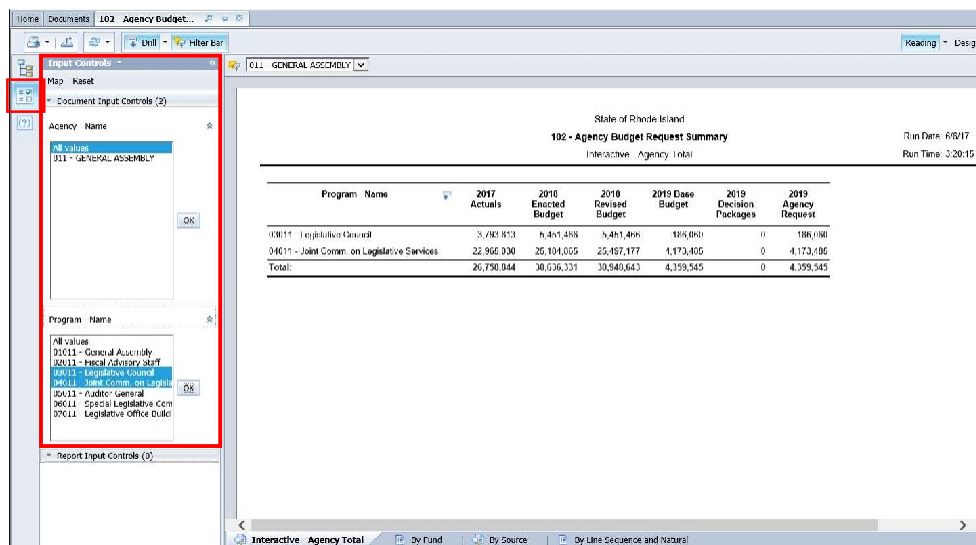 Home Documents 102 Agency Budget...
Drill Filter Bar Reading Desig
Input Controls
011 - GENERAL ASSEMBLY
Map Reset
Document Input Controls (2)
Agency Name
All values
011 - GENERAL ASSEMBLY
OK
Program Name
All values
01011 - General Assembly
02011 - Fiscal Advisory Staff
03011 - Legislative Council
04011 - Joint Comm. on Legisla
05011 - Auditor General
06011 - Special Legislative Com
07011 - Legislative Office Build
OK
Report Input Controls (0)
State of Rhode Island
102 - Agency Budget Request Summary
Interactive Agency Total
Run Date: 6/6/17
Run Time: 3:20:15
Program Name 2017 Actuals 2018 Enacted Budget 2018 Revised Budget 2019 Base Budget 2019 Decision Packages 2019 Agency Request
03011 - Legislative Council 3,793,813 5,451,466 5,451,466 186,060 0 186,060
04011 - Joint Comm. on Legislative Services 22,965,030 25,184,865 25,497,177 4,173,485 0 4,173,485
Total: 26,758,844 30,636,331 30,948,643 4,359,545 0 4,359,545
Interactive Agency Total By Fund By Source By Line Sequence and Natural